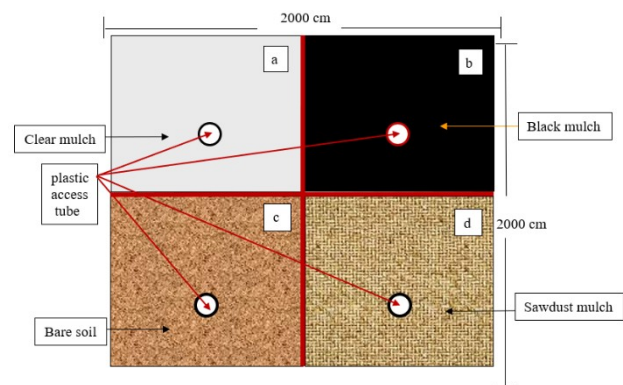 2000 cm
a
b
Clear mulch
Black mulch
plastic
access
tube
c
d
2000 cm
Sawdust mulch
Bare soil